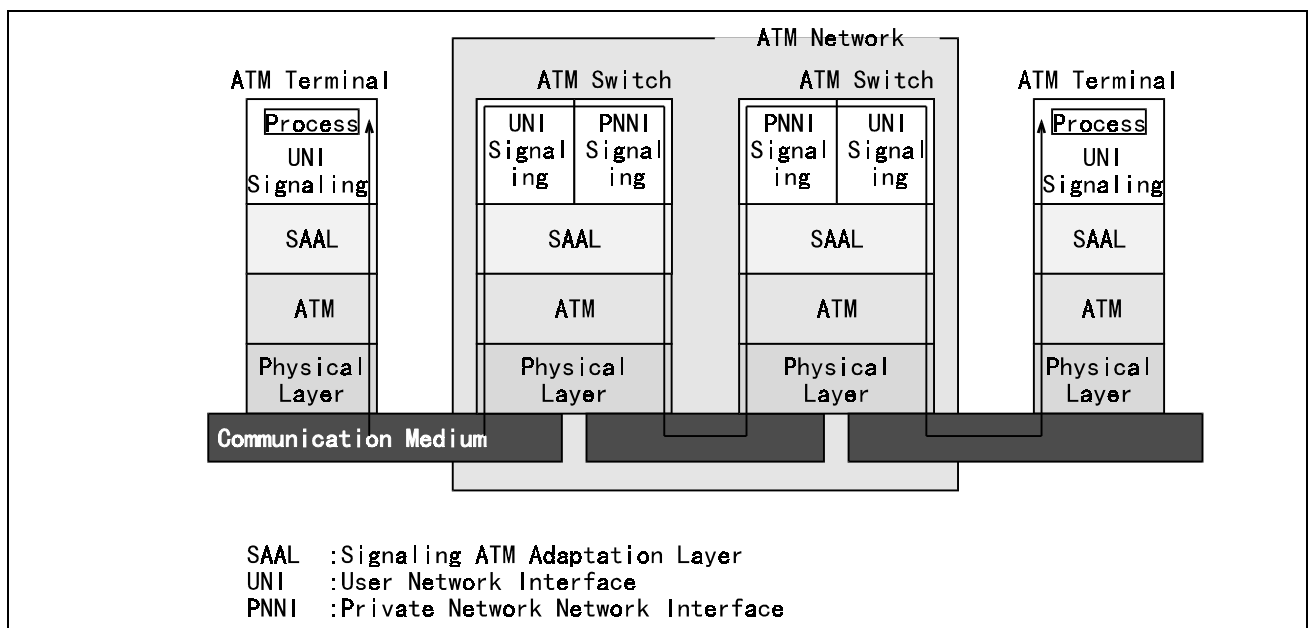 ATM Network
ATM Terminal
ATM Switch
ATM Switch
ATM Terminal
Process
UNI
Signaling
SAAL
ATM
Physical
Layer
UNI
Signal
ing
PNNI
Signal
ing
SAAL
ATM
Physical
Layer
PNNI
Signal
ing
UNI
Signal
ing
SAAL
ATM
Physical
Layer
Process
UNI
Signaling
SAAL
ATM
Physical
Layer
Communication Medium
SAAL :Signaling ATM Adaptation Layer
UNI :User Network Interface
PNNI :Private Network Network Interface